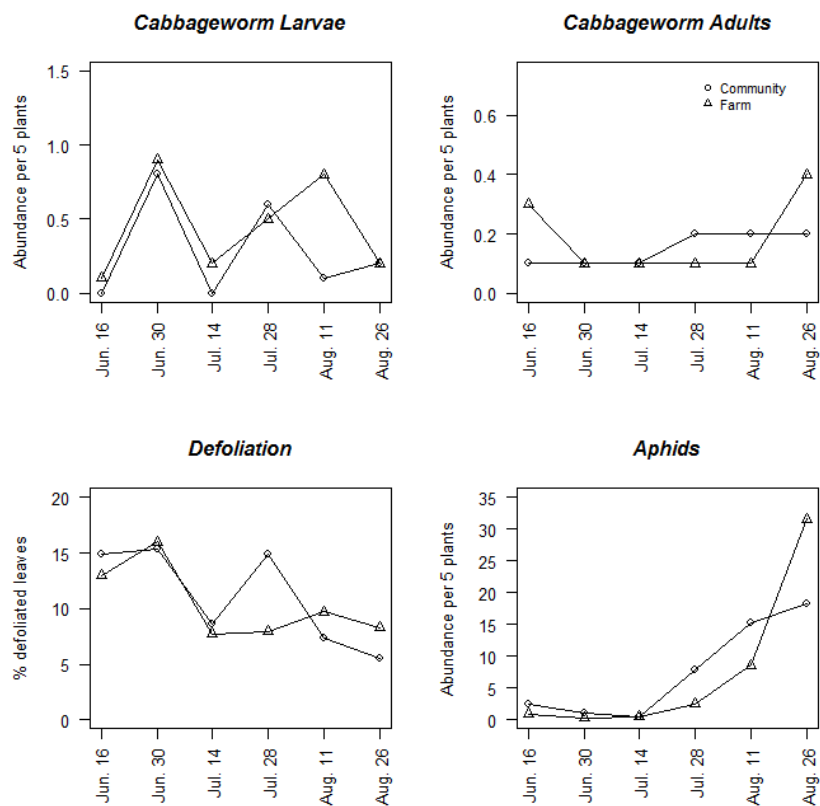 Cabbageworm Larvae
Abundance per 5 plants
1.5
1.0
0.5
0.0
Jun. 16
Jun. 30
Jul. 14
Jul. 28
Aug. 11
Aug. 26
Cabbageworm Adults
Abundance per 5 plants
0.6
0.4
0.2
0.0
Community
Farm
Jun. 16
Jun. 30
Jul. 14
Jul. 28
Aug. 11
Aug. 26
Defoliation
% defoliated leaves
20
15
10
5
0
Jun. 16
Jun. 30
Jul. 14
Jul. 28
Aug. 11
Aug. 26
Aphids
Abundance per 5 plants
35
30
25
20
15
10
5
0
Jun. 16
Jun. 30
Jul. 14
Jul. 28
Aug. 11
Aug. 26